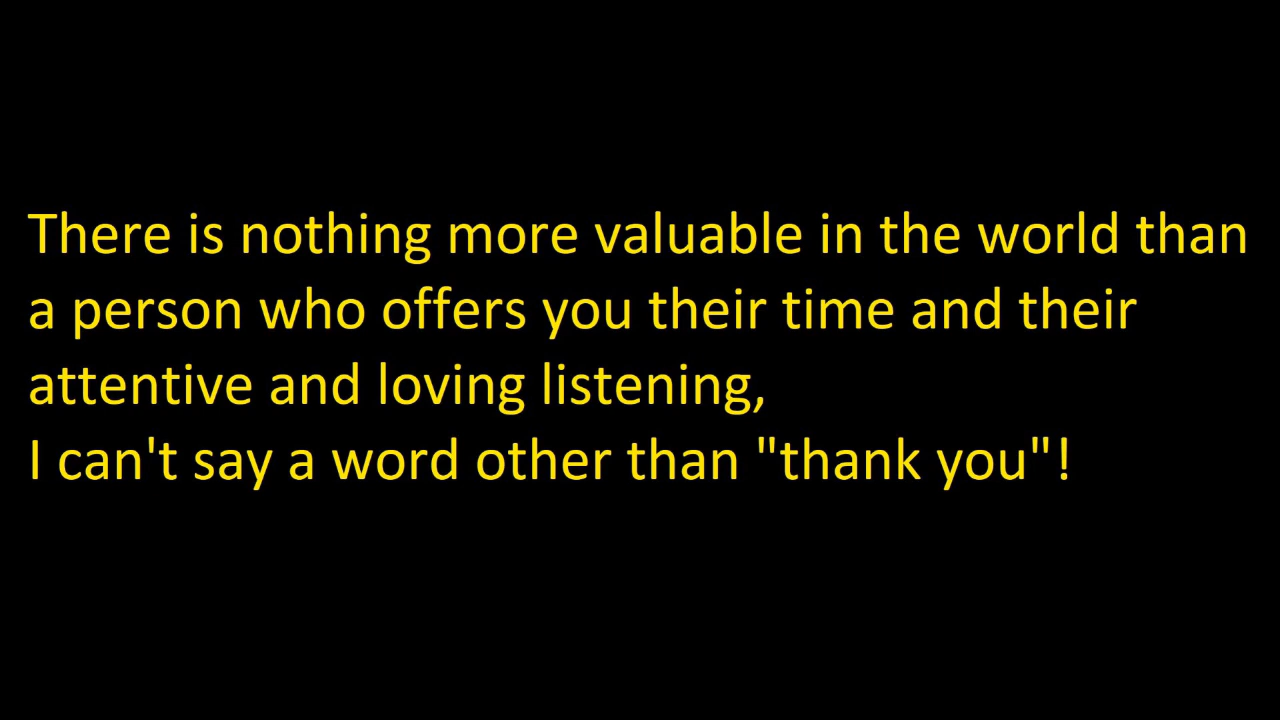 There is nothing more valuable in the world than
a person who offers you their time and their
attentive and loving listening,
I can't say a word other than "thank you"!